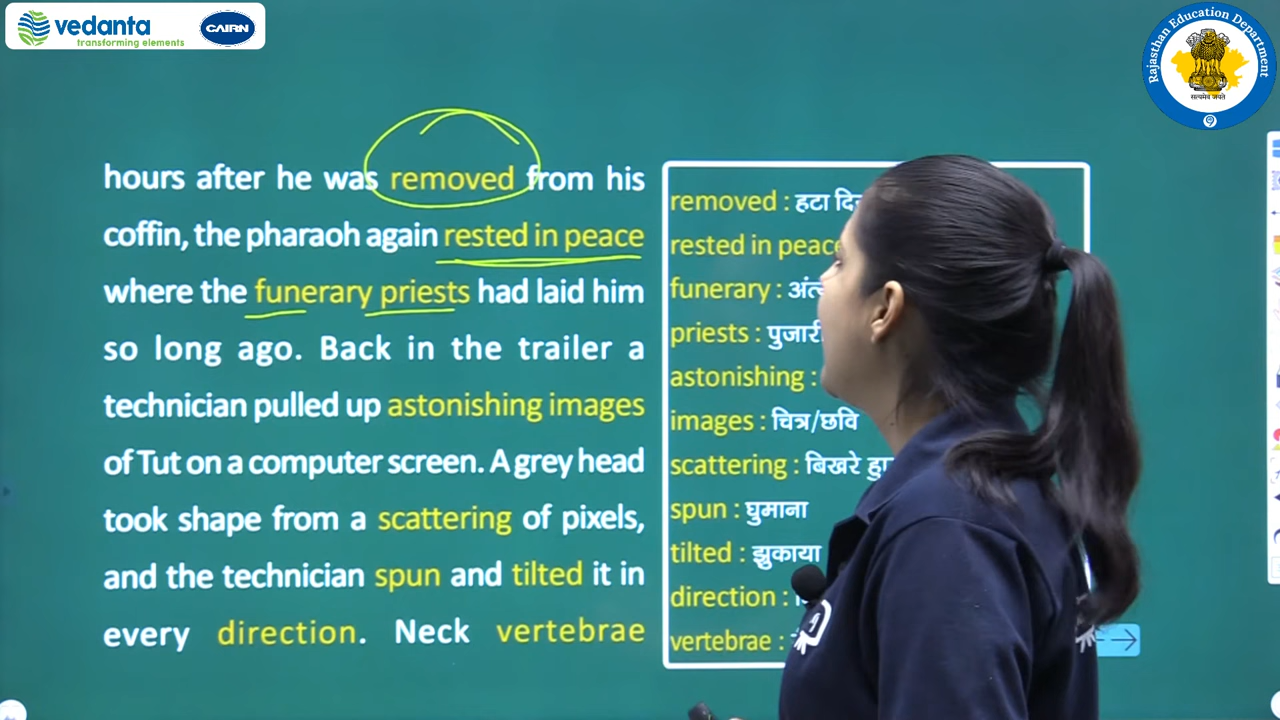 vedanta
transforming elements
CAIRN
Rajasthan Education Department
सत्यमेव जयते
hours after he was removed from his
coffin, the pharaoh again rested in peace
where the funerary priests had laid him
so long ago. Back in the trailer a
technician pulled up astonishing images
of Tut on a computer screen. A grey head
took shape from a scattering of pixels,
and the technician spun and tilted it in
every direction. Neck vertebrae
removed : हटा
rested in peace
funerary :
priests : पुजारी
astonishing :
images : चित्र/छवि
scattering : बिखरे
spun : घुमाना
tilted : झुकाया
direction :
vertebrae :